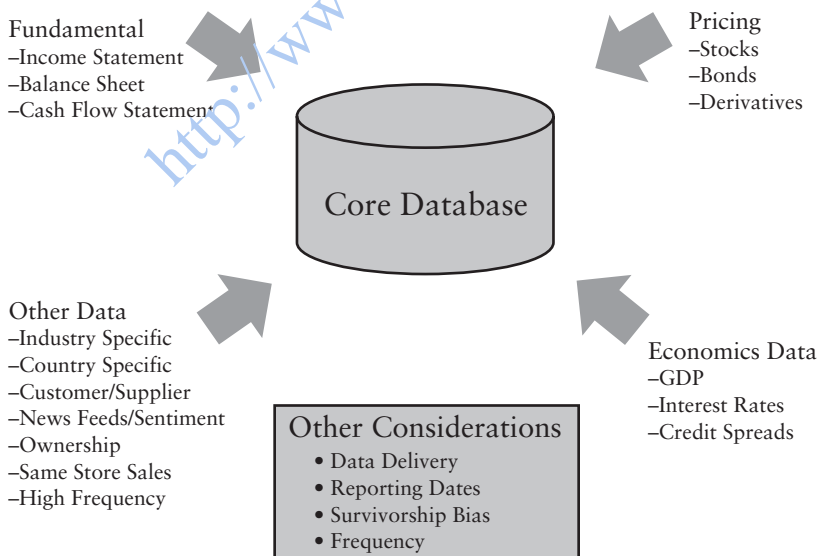 Fundamental
–Income Statement
–Balance Sheet
–Cash Flow Statement
Pricing
–Stocks
–Bonds
–Derivatives
http://ww
Core Database
Other Data
–Industry Specific
–Country Specific
–Customer/Supplier
–News Feeds/Sentiment
–Ownership
–Same Store Sales
–High Frequency
Economics Data
–GDP
–Interest Rates
–Credit Spreads
Other Considerations
• Data Delivery
• Reporting Dates
• Survivorship Bias
• Frequency